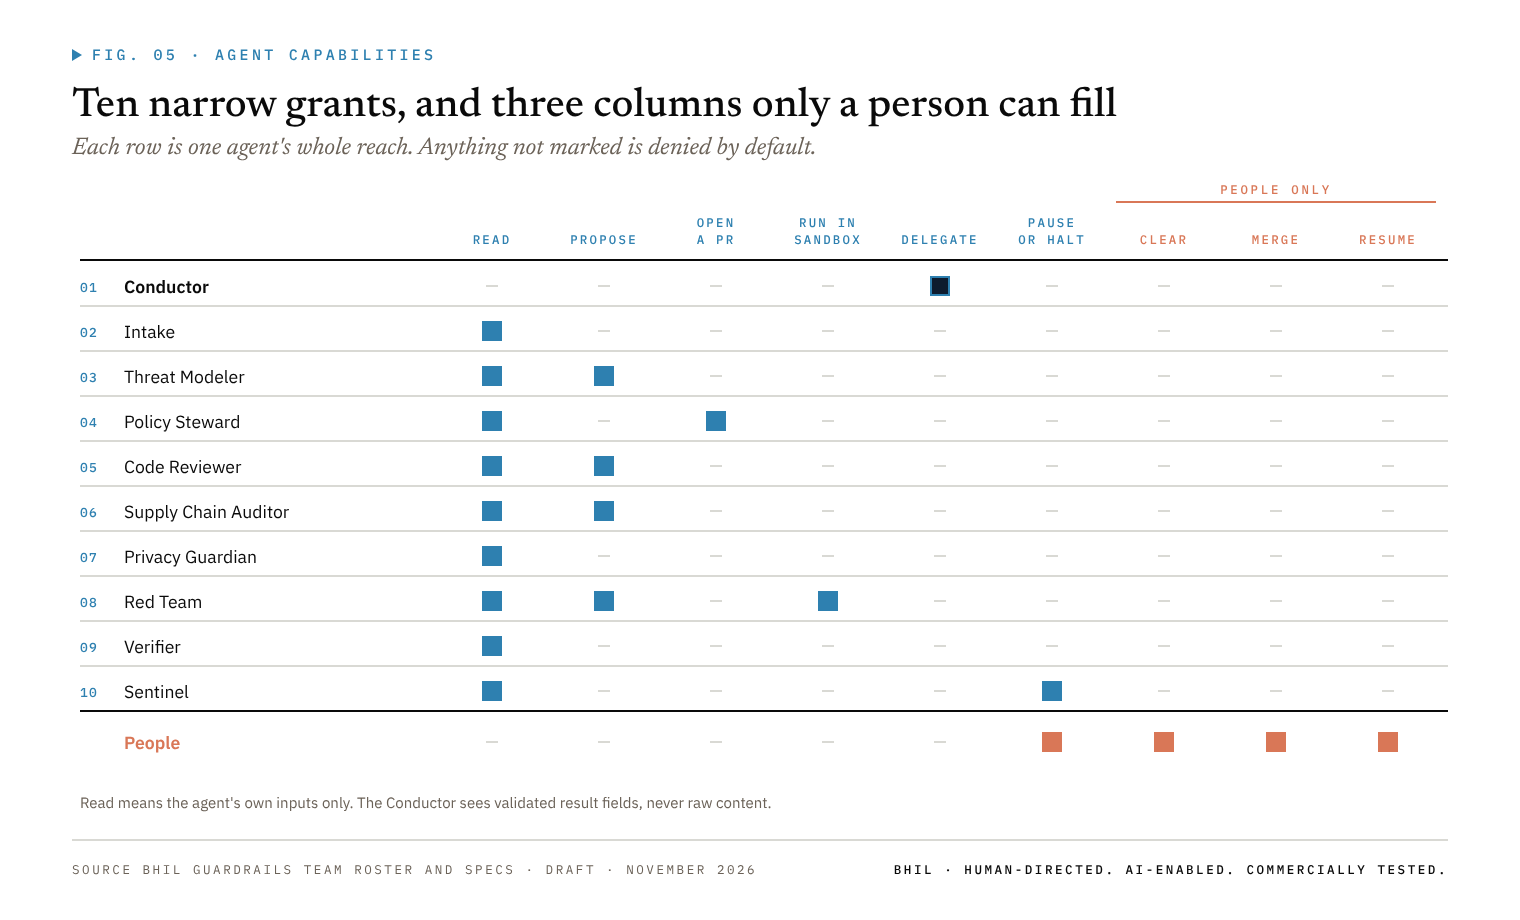 ▶ FIG. 05 · AGENT CAPABILITIES
Ten narrow grants, and three columns only a person can fill
Each row is one agent's whole reach. Anything not marked is denied by default.
PEOPLE ONLY
READ PROPOSE OPEN A PR RUN IN SANDBOX DELEGATE PAUSE OR HALT CLEAR MERGE RESUME
01 Conductor — — — — ■ — — — —
02 Intake ■ — — — — — — — —
03 Threat Modeler ■ ■ — — — — — — —
04 Policy Steward ■ — ■ — — — — — —
05 Code Reviewer ■ ■ — — — — — — —
06 Supply Chain Auditor ■ ■ — — — — — — —
07 Privacy Guardian ■ — — — — — — — —
08 Red Team ■ ■ — ■ — — — — —
09 Verifier ■ — — — — — — — —
10 Sentinel ■ — — — — ■ — — —
People — — — — — ■ ■ ■ ■
Read means the agent's own inputs only. The Conductor sees validated result fields, never raw content.
SOURCE BHIL GUARDRAILS TEAM ROSTER AND SPECS · DRAFT · NOVEMBER 2026
BHIL · HUMAN-DIRECTED. AI-ENABLED. COMMERCIALLY TESTED.